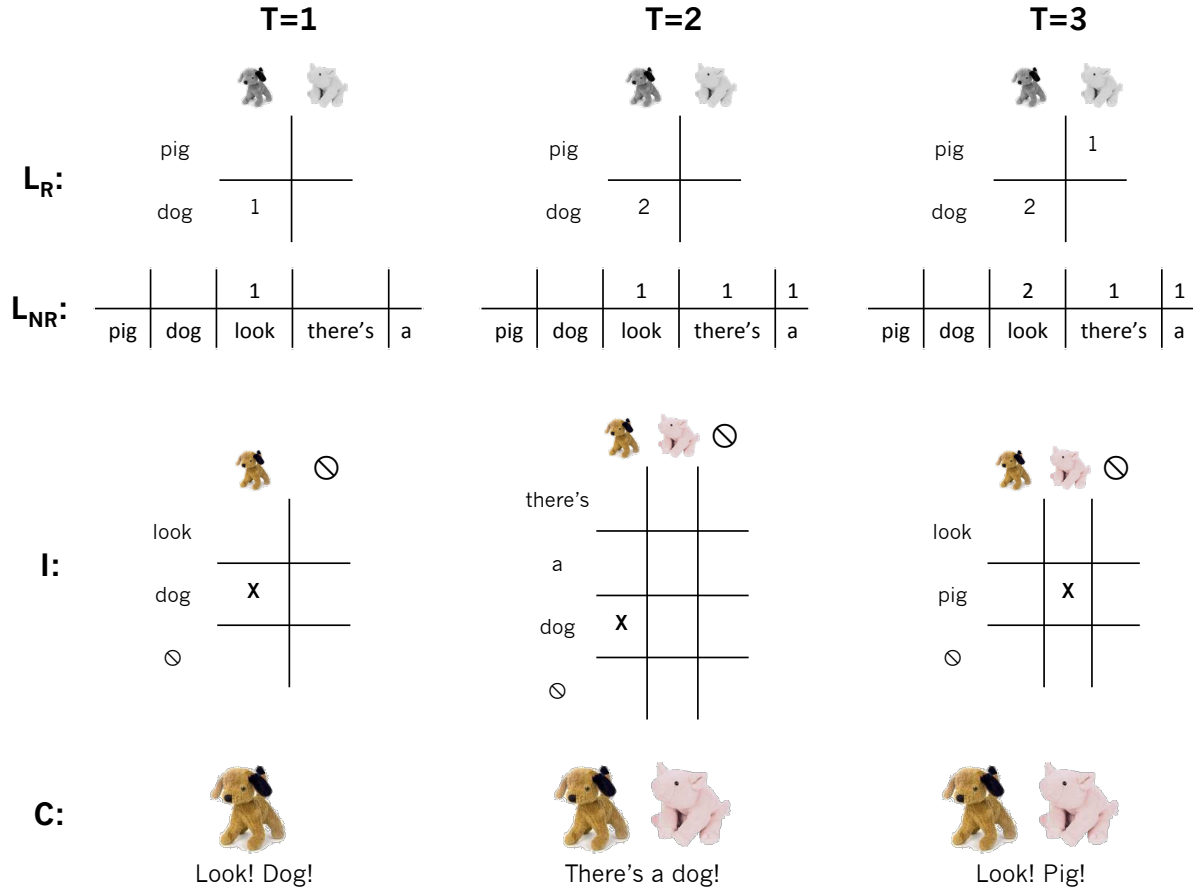 T=1 T=2 T=3
pig pig pig 1
L_R:
dog 1 dog 2 dog 2
1 1 1 1 2 1 1
L_NR:
pig dog look there's a pig dog look there's a pig dog look there's a
there's
look look
a
I:
dog X pig X
dog X
C:
Look! Dog! There's a dog! Look! Pig!